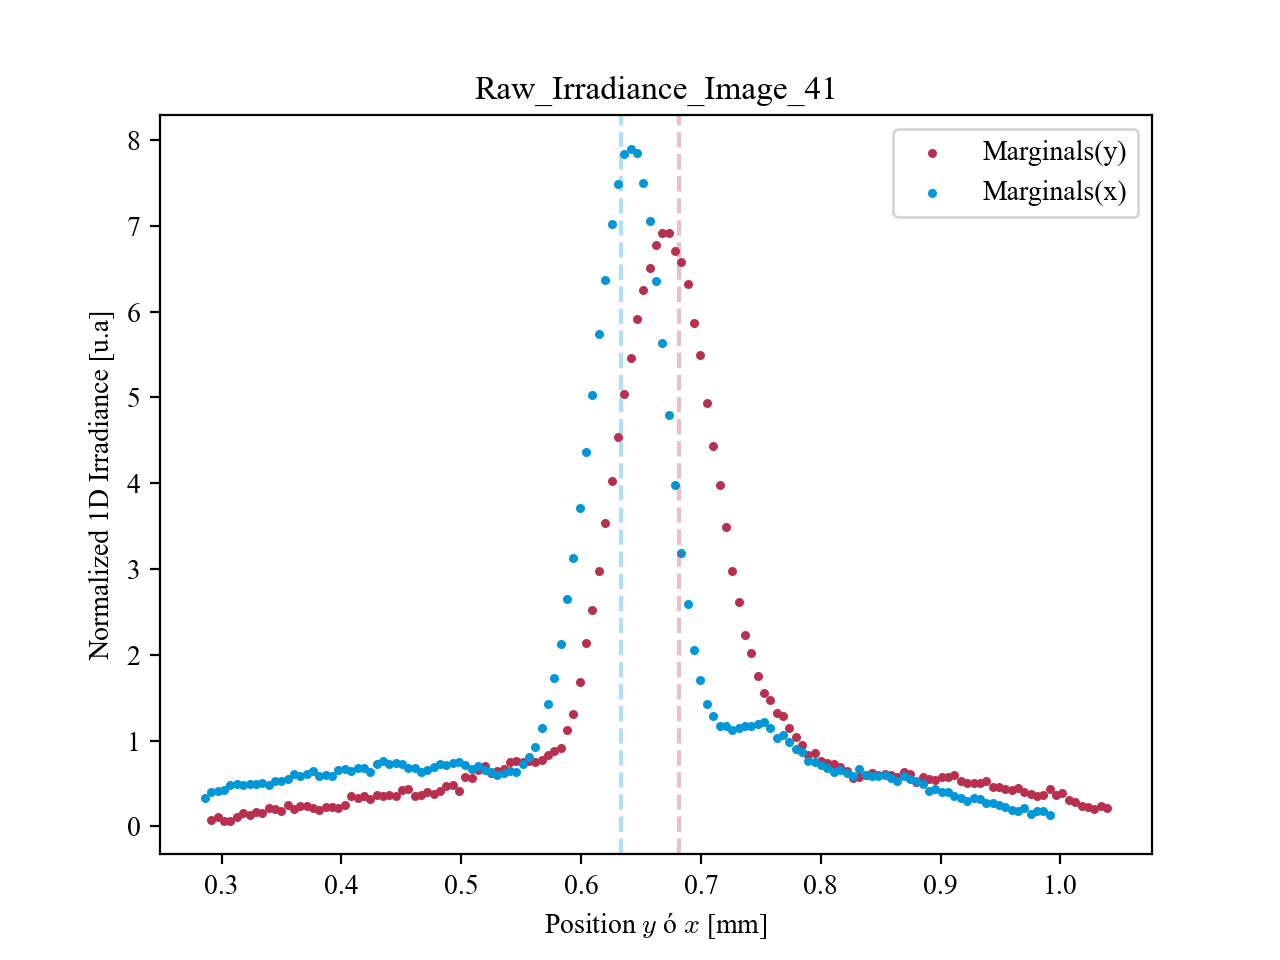 Raw_Irradiance_Image_41
Marginals(y)
Marginals(x)
Normalized 1D Irradiance [u.a]
8
7
6
5
4
3
2
1
0
0.3 0.4 0.5 0.6 0.7 0.8 0.9 1.0
Position y ó x [mm]